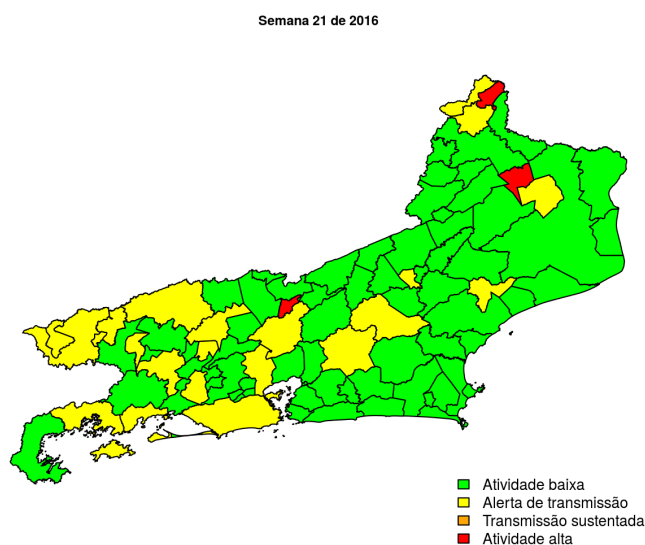 Semana 21 de 2016
Atividade baixa
Alerta de transmissão
Transmissão sustentada
Atividade alta